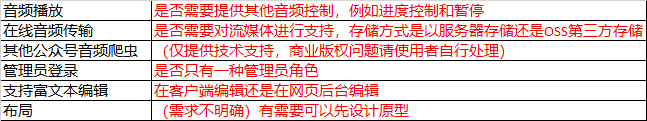 音频播放 是否需要提供其他音频控制，例如进度控制和暂停
在线音频传输 是否需要对流媒体进行支持，存储方式是以服务器存储还是oss第三方存储
其他公众号音频爬虫 （仅提供技术支持，商业版权问题请使用者自行处理）
管理员登录 是否只有一种管理员角色
支持富文本编辑 在客户端编辑还是在网页后台编辑
布局 （需求不明确）有需要可以先设计原型